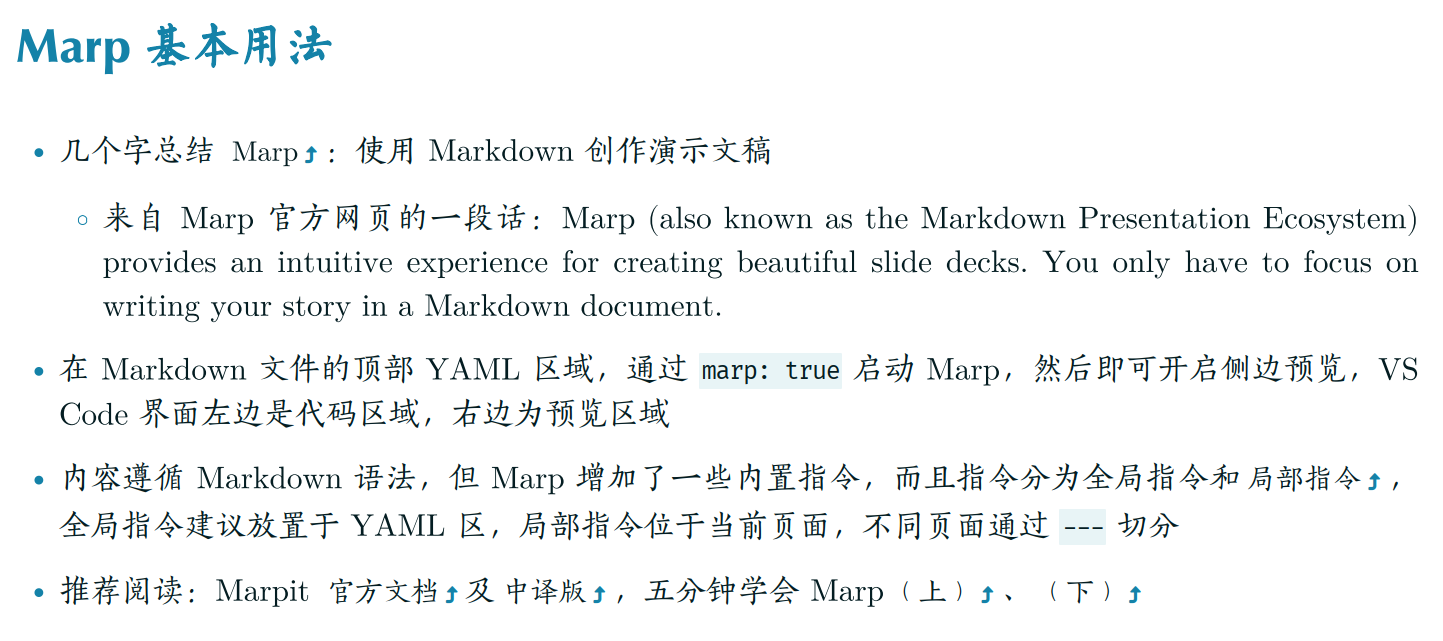 Marp 基本用法
几个字总结 Marp：使用 Markdown 创作演示文稿
来自 Marp 官方网页的一段话：Marp (also known as the Markdown Presentation Ecosystem)
provides an intuitive experience for creating beautiful slide decks. You only have to focus on
writing your story in a Markdown document.
在 Markdown 文件的顶部 YAML 区域，通过 marp: true 启动 Marp，然后即可开启侧边预览，VS
Code 界面左边是代码区域，右边为预览区域
内容遵循 Markdown 语法，但 Marp 增加了一些内置指令，而且指令分为全局指令和 局部指令，
全局指令建议放置于 YAML 区，局部指令位于当前页面，不同页面通过 --- 切分
推荐阅读：Marpit 官方文档 及 中译版，五分钟学会 Marp（上）、（下）